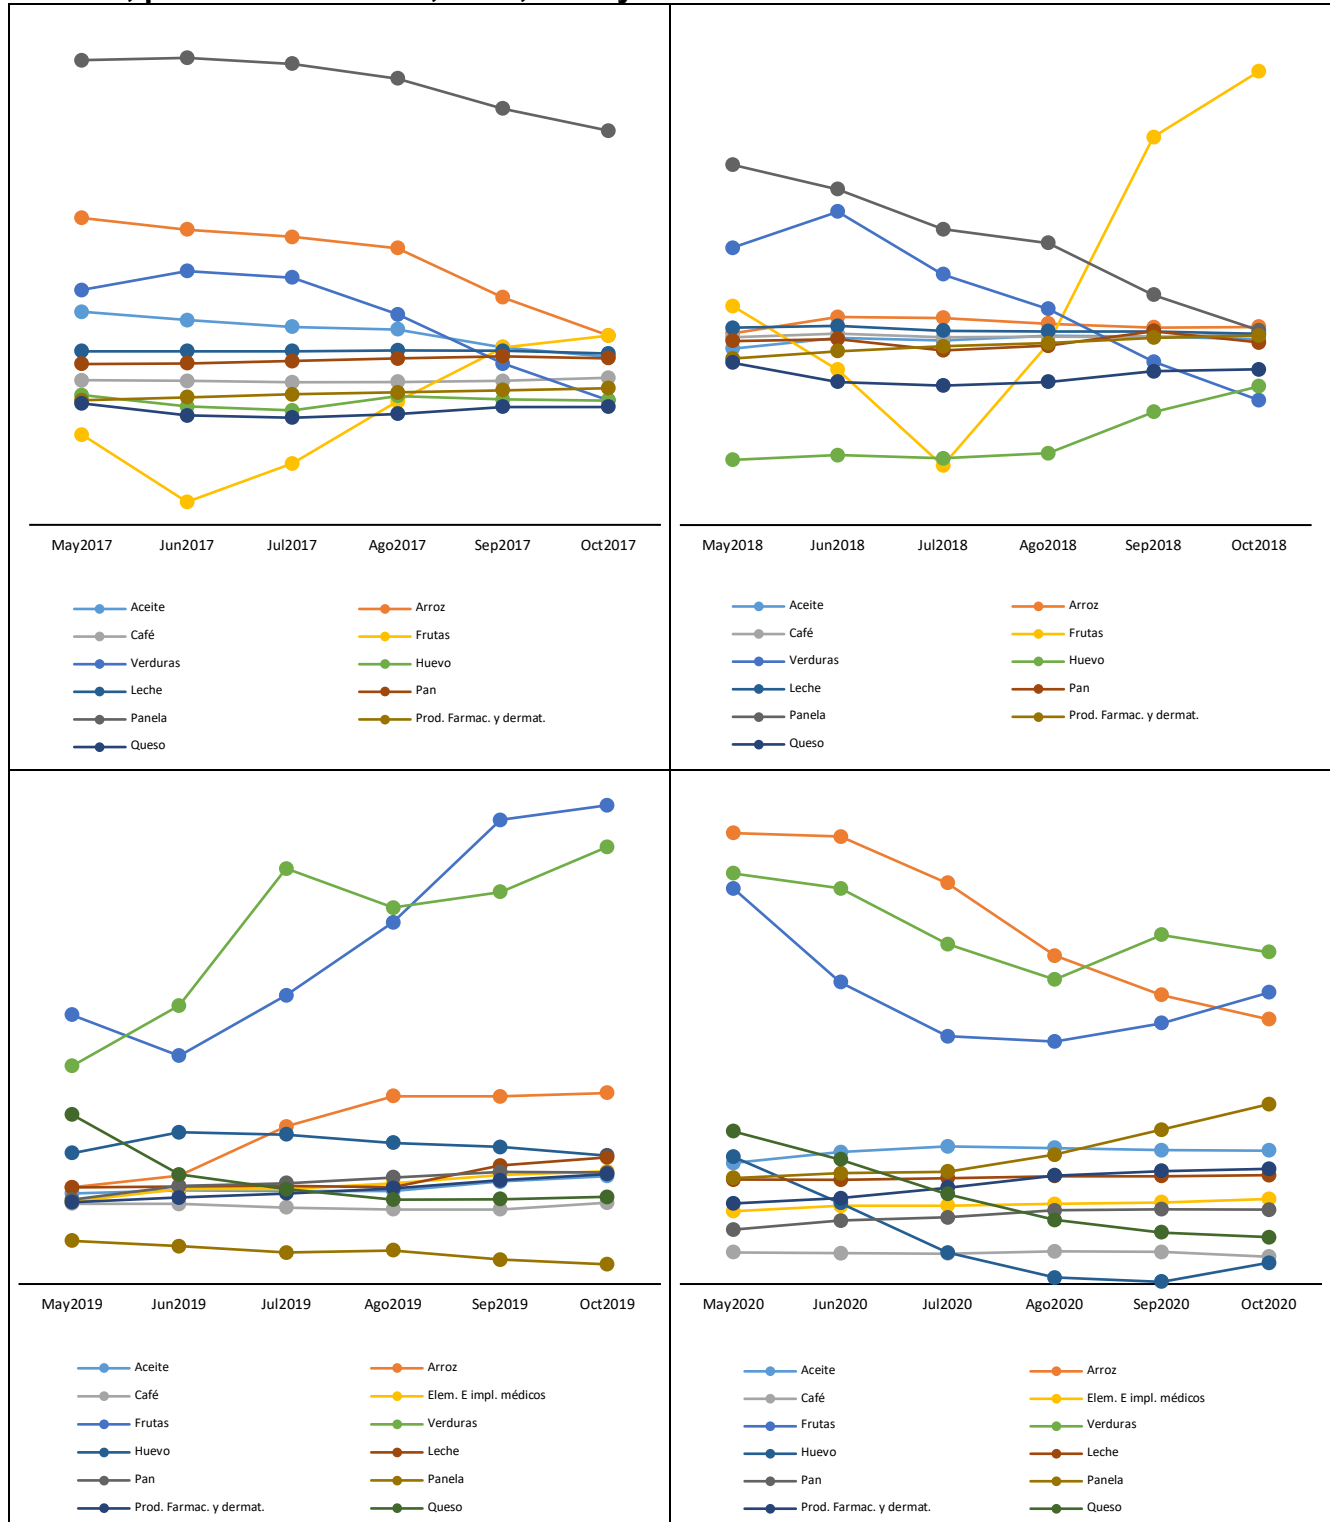 May2017 Jun2017 Jul2017 Ago2017 Sep2017 Oct2017
Aceite Arroz
Café Frutas
Verduras Huevo
Leche Pan
Panela Prod. Farmac. y dermat.
Queso
May2018 Jun2018 Jul2018 Ago2018 Sep2018 Oct2018
Aceite Arroz
Café Frutas
Verduras Huevo
Leche Pan
Panela Prod. Farmac. y dermat.
Queso
May2019 Jun2019 Jul2019 Ago2019 Sep2019 Oct2019
Aceite Arroz
Café Elem. E impl. médicos
Frutas Verduras
Huevo Leche
Pan Panela
Prod. Farmac. y dermat. Queso
May2020 Jun2020 Jul2020 Ago2020 Sep2020 Oct2020
Aceite Arroz
Café Elem. E impl. médicos
Frutas Verduras
Huevo Leche
Pan Panela
Prod. Farmac. y dermat. Queso